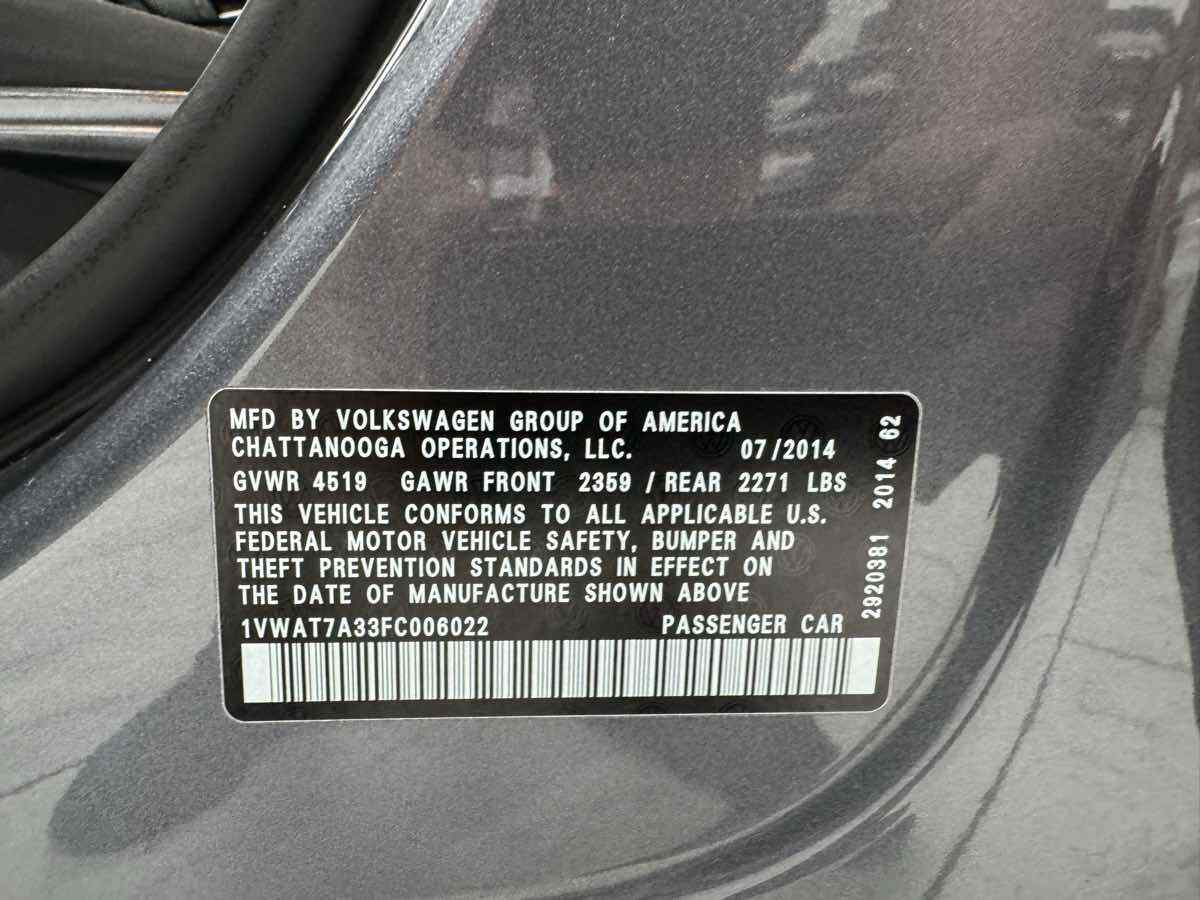 MFD BY VOLKSWAGEN GROUP OF AMERICA
CHATTANOOGA OPERATIONS, LLC. 07/2014
GVWR 4519 GAWR FRONT 2359 / REAR 2271 LBS
THIS VEHICLE CONFORMS TO ALL APPLICABLE U.S.
FEDERAL MOTOR VEHICLE SAFETY, BUMPER AND
THEFT PREVENTION STANDARDS IN EFFECT ON
THE DATE OF MANUFACTURE SHOWN ABOVE
1VWAT7A33FC006022 PASSENGER CAR
2920381 2014 62